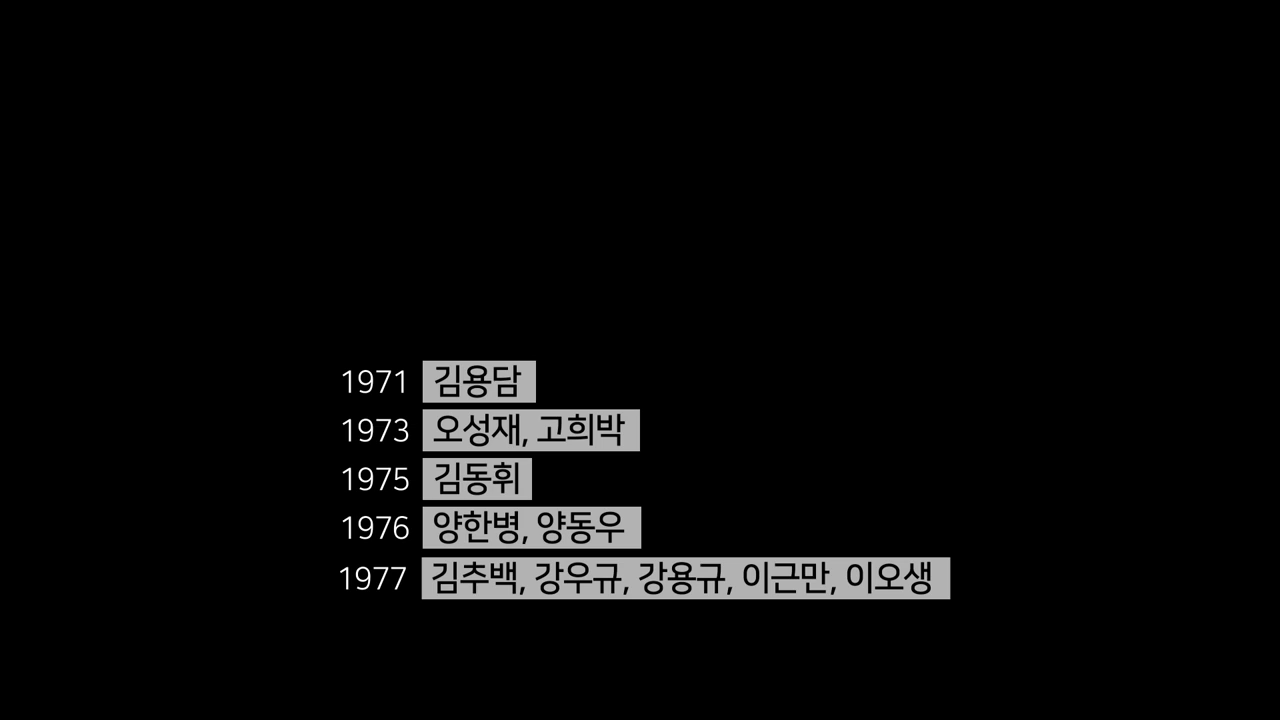 1971 김용담
1973 오성재, 고희박
1975 김동휘
1976 양한병, 양동우
1977 김추백, 강우규, 강용규, 이근만, 이오생